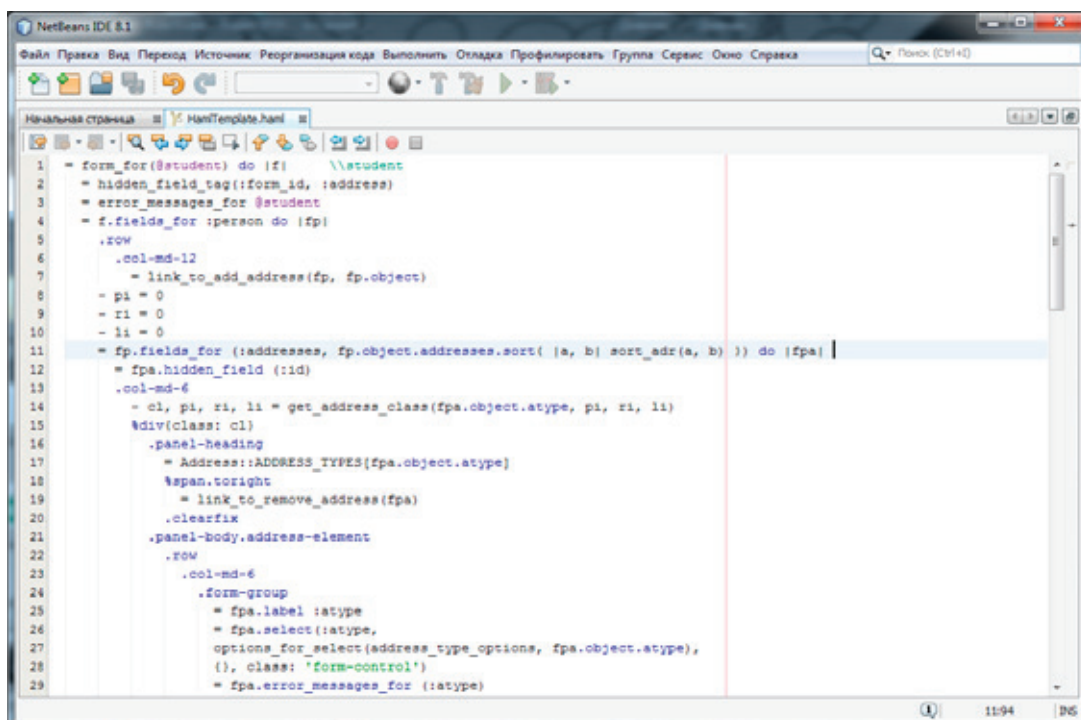 NetBeans IDE 8.1
Файл Правка Вид Переход Источник Реорганизация кода Выполнить Отладка Профилировать Группа Сервис Окно Справка Поиск (Ctrl+I)
Начальная страница HamlTemplate.haml
1 = form_for(@student) do |f| \\student
2 = hidden_field_tag(:form_id, :address)
3 = error_messages_for @student
4 = f.fields_for :person do |fp|
5 .row
6 .col-md-12
7 = link_to_add_address(fp, fp.object)
8 - pi = 0
9 - ri = 0
10 - li = 0
11 = fp.fields_for (:addresses, fp.object.addresses.sort( |a, b| sort_adr(a, b) )) do |fpa|
12 = fpa.hidden_field (:id)
13 .col-md-6
14 - cl, pi, ri, li = get_address_class(fpa.object.atype, pi, ri, li)
15 %div(class: cl)
16 .panel-heading
17 = Address::ADDRESS_TYPES[fpa.object.atype]
18 %span.toright
19 = link_to_remove_address(fpa)
20 .clearfix
21 .panel-body.address-element
22 .row
23 .col-md-6
24 .form-group
25 = fpa.label :atype
26 = fpa.select(:atype,
27 options_for_select(address_type_options, fpa.object.atype),
28 {}, class: 'form-control')
29 = fpa.error_messages_for (:atype)
11:94 INS